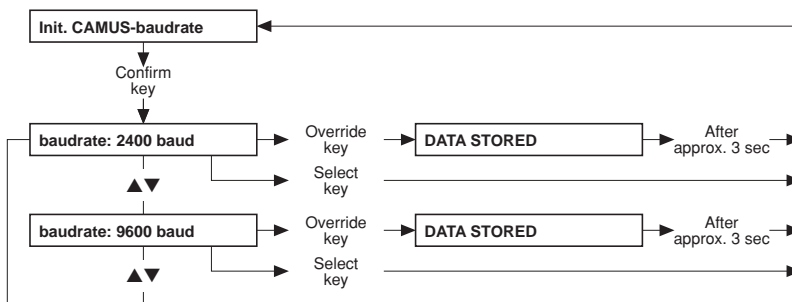 Init. CAMUS-baudrate
Confirm
key
baudrate: 2400 baud
Override
key
DATA STORED
After
approx. 3 sec
Select
key
▲▼
baudrate: 9600 baud
Override
key
DATA STORED
After
approx. 3 sec
Select
key
▲▼